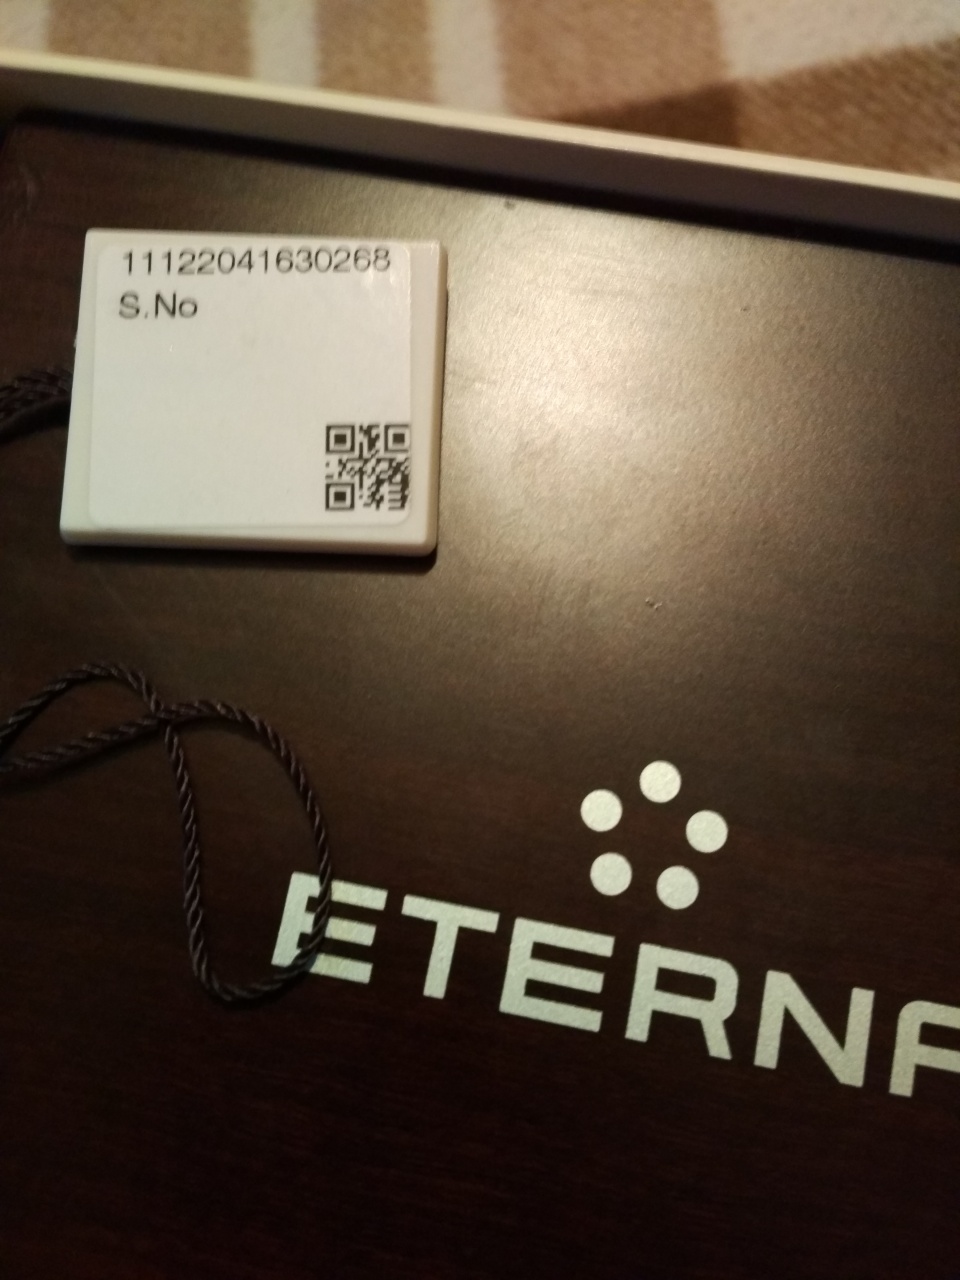 11122041630268
S.No
ETERNA